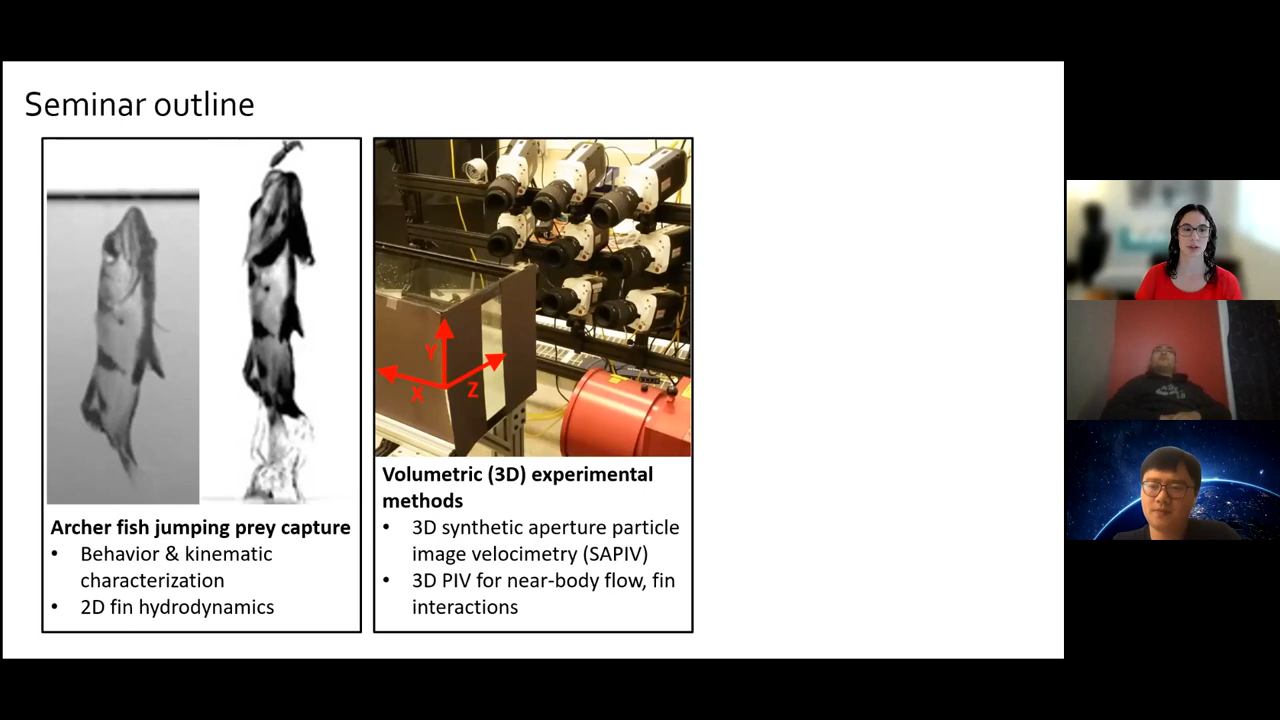 Seminar outline
Archer fish jumping prey capture
• Behavior & kinematic
characterization
• 2D fin hydrodynamics
Y
X
Z
Volumetric (3D) experimental
methods
• 3D synthetic aperture particle
image velocimetry (SAPIV)
• 3D PIV for near-body flow, fin
interactions